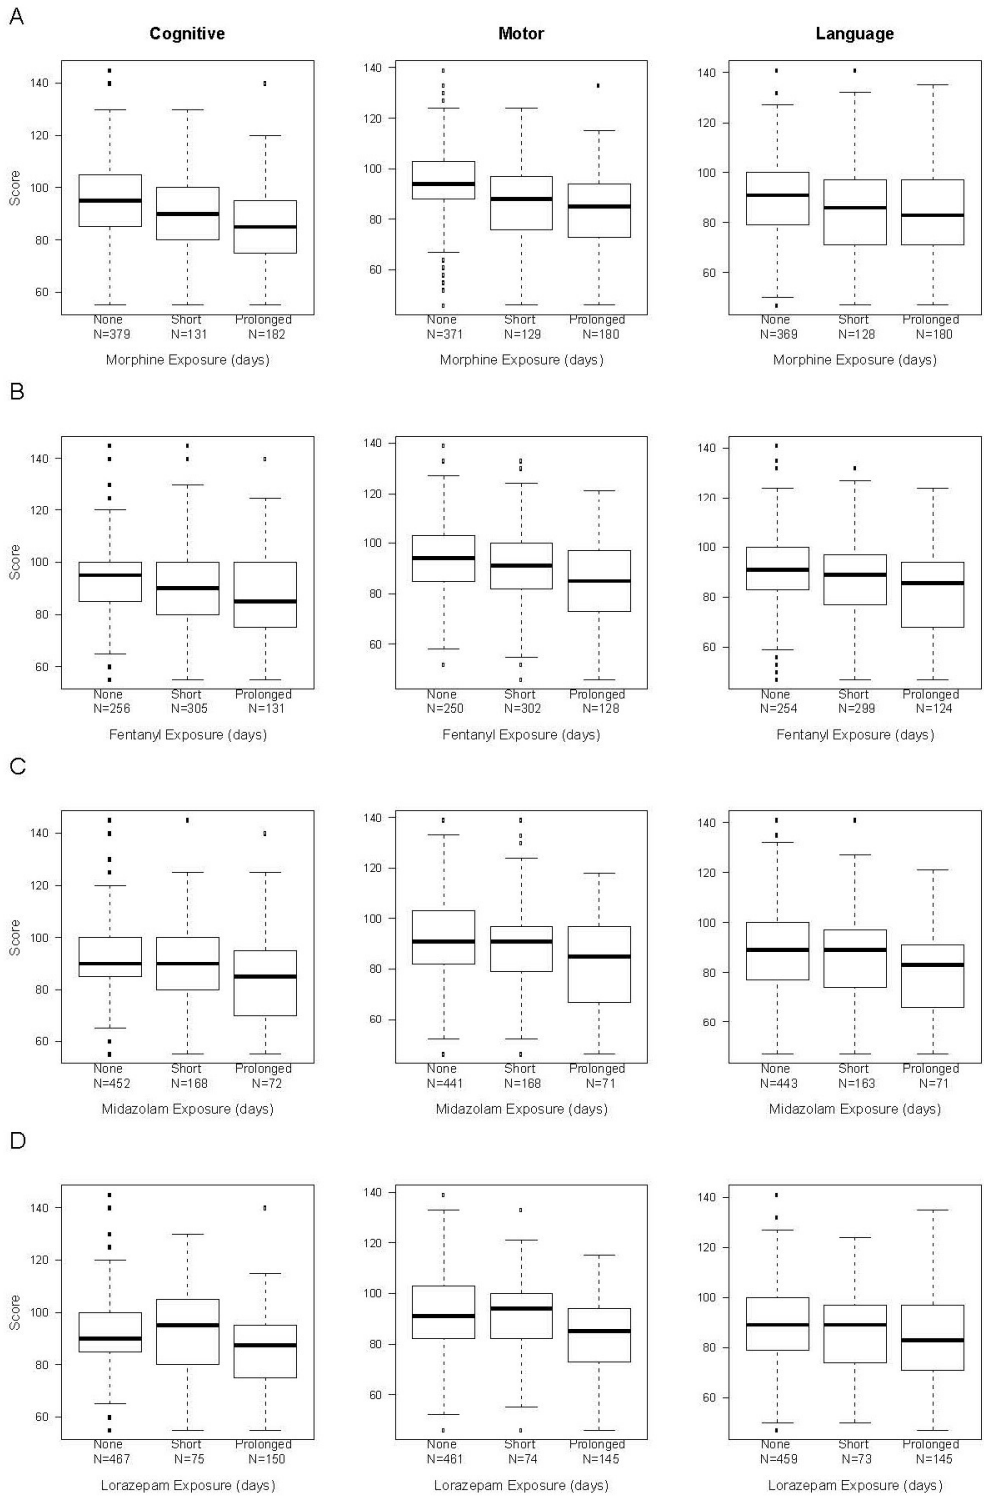 A
Cognitive Motor Language
140 120 100 80 60
Score
140 120 100 80 60
140 120 100 80 60
None Short Prolonged
N=379 N=131 N=182
Morphine Exposure (days)
None Short Prolonged
N=371 N=129 N=180
Morphine Exposure (days)
None Short Prolonged
N=369 N=128 N=180
Morphine Exposure (days)
B
140 120 100 80 60
Score
140 120 100 80 60
140 120 100 80 60
None Short Prolonged
N=256 N=305 N=131
Fentanyl Exposure (days)
None Short Prolonged
N=250 N=302 N=128
Fentanyl Exposure (days)
None Short Prolonged
N=254 N=299 N=124
Fentanyl Exposure (days)
C
140 120 100 80 60
Score
140 120 100 80 60
140 120 100 80 60
None Short Prolonged
N=452 N=168 N=72
Midazolam Exposure (days)
None Short Prolonged
N=441 N=168 N=71
Midazolam Exposure (days)
None Short Prolonged
N=443 N=163 N=71
Midazolam Exposure (days)
D
140 120 100 80 60
Score
140 120 100 80 60
140 120 100 80 60
None Short Prolonged
N=467 N=75 N=150
Lorazepam Exposure (days)
None Short Prolonged
N=461 N=74 N=145
Lorazepam Exposure (days)
None Short Prolonged
N=459 N=73 N=145
Lorazepam Exposure (days)